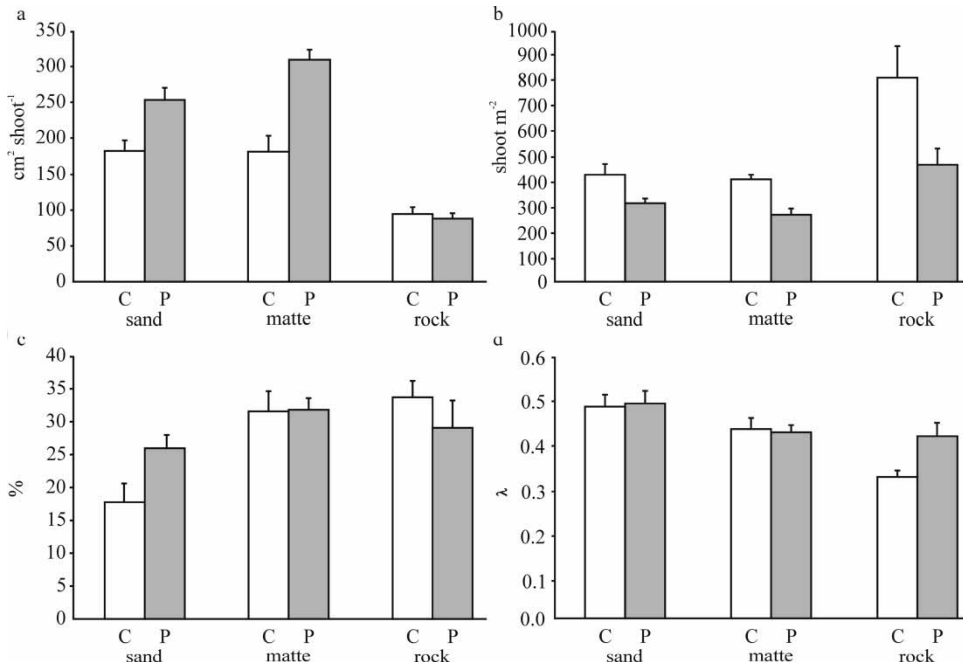 a
cm² shoot⁻¹
350
300
250
200
150
100
50
0
C P C P C P
sand matte rock
b
shoot m⁻²
1000
900
800
700
600
500
400
300
200
100
0
C P C P C P
sand matte rock
c
%
40
35
30
25
20
15
10
5
0
C P C P C P
sand matte rock
d
λ
0.6
0.5
0.4
0.3
0.2
0.1
0.0
C P C P C P
sand matte rock